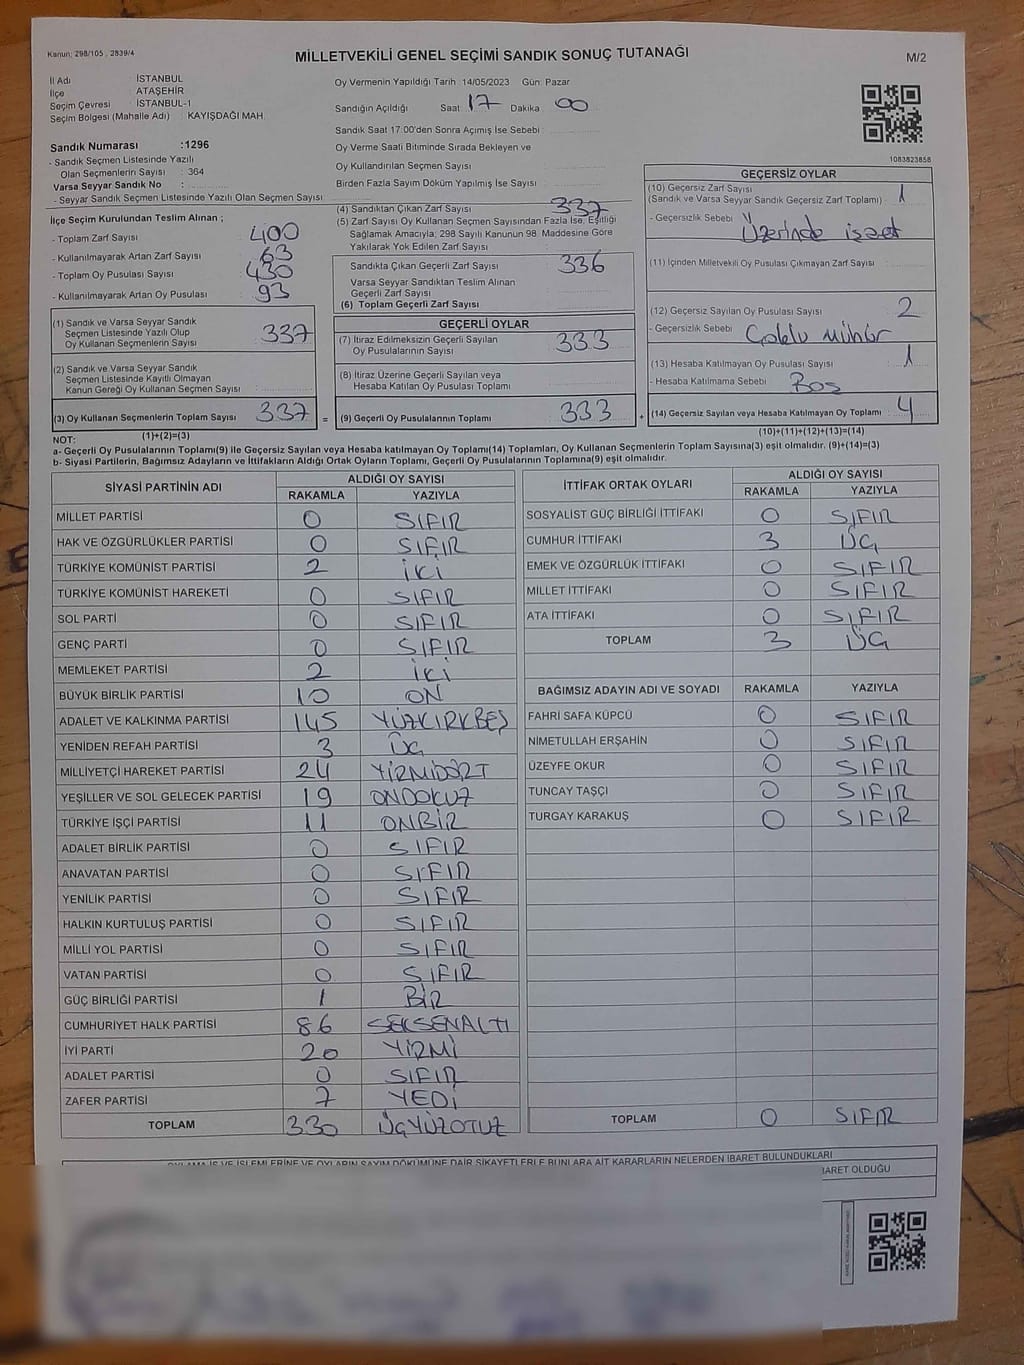 Kanun; 298/105 , 2839/4
MİLLETVEKİLİ GENEL SEÇİMİ SANDIK SONUÇ TUTANAĞI
M/2
İl Adı İSTANBUL
İlçe ATAŞEHİR
Seçim Çevresi İSTANBUL-1
Seçim Bölgesi (Mahalle Adı) : KAYIŞDAĞI MAH.
Sandık Numarası :1296
- Sandık Seçmen Listesinde Yazılı
Olan Seçmenlerin Sayısı : 364
Varsa Seyyar Sandık No :
- Seyyar Sandık Seçmen Listesinde Yazılı Olan Seçmen Sayısı
Oy Vermenin Yapıldığı Tarih : 14/05/2023 Gün: Pazar
Sandığın Açıldığı Saat 17 Dakika 00
Sandık Saat 17:00'den Sonra Açımış İse Sebebi :
Oy Verme Saati Bitiminde Sırada Bekleyen ve
Oy Kullandırılan Seçmen Sayısı
Birden Fazla Sayım Döküm Yapılmış İse Sayısı :
1083823858
İlçe Seçim Kurulundan Teslim Alınan ;
- Toplam Zarf Sayısı : 400
- Kullanılmayarak Artan Zarf Sayısı : 63
- Toplam Oy Pusulası Sayısı : 430
- Kullanılmayarak Artan Oy Pusulası : 93
(1) Sandık ve Varsa Seyyar Sandık
Seçmen Listesinde Yazılı Olup
Oy Kullanan Seçmenlerin Sayısı : 337
(2) Sandık ve Varsa Seyyar Sandık
Seçmen Listesinde Kayıtlı Olmayan
Kanun Gereği Oy Kullanan Seçmen Sayısı :
(3) Oy Kullanan Seçmenlerin Toplam Sayısı : 337 =
(1)+(2)=(3)
(4) Sandıktan Çıkan Zarf Sayısı : 337
(5) Zarf Sayısı Oy Kullanan Seçmen Sayısından Fazla İse, Eşitliği
Sağlamak Amacıyla; 298 Sayılı Kanunun 98. Maddesine Göre
Yakılarak Yok Edilen Zarf Sayısı :
Sandıkta Çıkan Geçerli Zarf Sayısı : 336
Varsa Seyyar Sandıktan Teslim Alınan
Geçerli Zarf Sayısı :
(6) Toplam Geçerli Zarf Sayısı :
GEÇERLİ OYLAR
(7) İtiraz Edilmeksizin Geçerli Sayılan
Oy Pusulalarının Sayısı : 333
(8) İtiraz Üzerine Geçerli Sayılan veya
Hesaba Katılan Oy Pusulası Toplamı :
(9) Geçerli Oy Pusulalarının Toplamı : 333 +
GEÇERSİZ OYLAR
(10) Geçersiz Zarf Sayısı
(Sandık ve Varsa Seyyar Sandık Geçersiz Zarf Toplamı) : 1
- Geçersizlik Sebebi : Üzerinde işaet
(11) İçinden Milletvekili Oy Pusulası Çıkmayan Zarf Sayısı :
(12) Geçersiz Sayılan Oy Pusulası Sayısı : 2
- Geçersizlik Sebebi : Çoklu mühür
(13) Hesaba Katılmayan Oy Pusulası Sayısı : 1
- Hesaba Katılmama Sebebi : Boş
(14) Geçersiz Sayılan veya Hesaba Katılmayan Oy Toplamı : 4
(10)+(11)+(12)+(13)=(14)
NOT:
a- Geçerli Oy Pusulalarının Toplamı(9) ile Geçersiz Sayılan veya Hesaba katılmayan Oy Toplamı(14) Toplamları, Oy Kullanan Seçmenlerin Toplam Sayısına(3) eşit olmalıdır. (9)+(14)=(3)
b- Siyasi Partilerin, Bağımsız Adayların ve İttifakların Aldığı Ortak Oyların Toplamı, Geçerli Oy Pusulalarının Toplamına(9) eşit olmalıdır.
SİYASİ PARTİNİN ADI ALDIĞI OY SAYISI
RAKAMLA YAZIYLA
MİLLET PARTİSİ 0 SIFIR
HAK VE ÖZGÜRLÜKLER PARTİSİ 0 SIFIR
TÜRKİYE KOMÜNİST PARTİSİ 2 İKİ
TÜRKİYE KOMÜNİST HAREKETİ 0 SIFIR
SOL PARTİ 0 SIFIR
GENÇ PARTİ 0 SIFIR
MEMLEKET PARTİSİ 2 İKİ
BÜYÜK BİRLİK PARTİSİ 10 ON
ADALET VE KALKINMA PARTİSİ 145 YÜZKIRKBEŞ
YENİDEN REFAH PARTİSİ 3 ÜÇ
MİLLİYETÇİ HAREKET PARTİSİ 24 YİRMİDÖRT
YEŞİLLER VE SOL GELECEK PARTİSİ 19 ONDOKUZ
TÜRKİYE İŞÇİ PARTİSİ 11 ONBİR
ADALET BİRLİK PARTİSİ 0 SIFIR
ANAVATAN PARTİSİ 0 SIFIR
YENİLİK PARTİSİ 0 SIFIR
HALKIN KURTULUŞ PARTİSİ 0 SIFIR
MİLLİ YOL PARTİSİ 0 SIFIR
VATAN PARTİSİ 0 SIFIR
GÜÇ BİRLİĞİ PARTİSİ 1 BİR
CUMHURİYET HALK PARTİSİ 86 SEKSENALTI
İYİ PARTİ 20 YİRMİ
ADALET PARTİSİ 0 SIFIR
ZAFER PARTİSİ 7 YEDİ
TOPLAM 330 ÜÇYÜZOTUZ
İTTİFAK ORTAK OYLARI ALDIĞI OY SAYISI
RAKAMLA YAZIYLA
SOSYALİST GÜÇ BİRLİĞİ İTTİFAKI 0 SIFIR
CUMHUR İTTİFAKI 3 ÜÇ
EMEK VE ÖZGÜRLÜK İTTİFAKI 0 SIFIR
MİLLET İTTİFAKI 0 SIFIR
ATA İTTİFAKI 0 SIFIR
TOPLAM 3 ÜÇ
BAĞIMSIZ ADAYIN ADI VE SOYADI RAKAMLA YAZIYLA
FAHRİ SAFA KÜPCÜ 0 SIFIR
NİMETULLAH ERŞAHİN 0 SIFIR
ÜZEYFE OKUR 0 SIFIR
TUNCAY TAŞÇI 0 SIFIR
TURGAY KARAKUŞ 0 SIFIR
TOPLAM 0 SIFIR
OYLAMA İŞ VE İŞLEMLERİNE VE OYLARIN SAYIM DÖKÜMÜNE DAİR ŞİKAYETLERLE BUNLARA AİT KARARLARIN NELERDEN İBARET BULUNDUKLARI
İBARET OLDUĞU